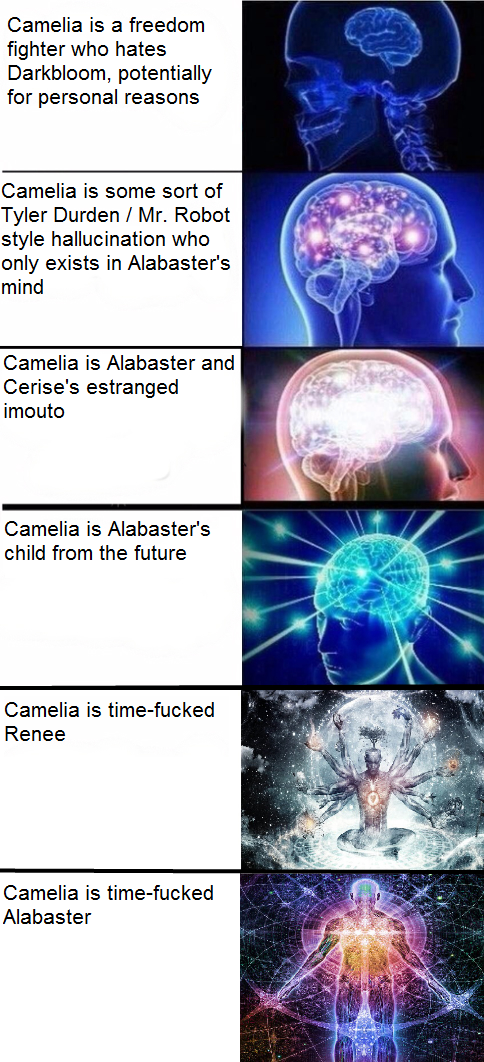 Camelia is a freedom
fighter who hates
Darkbloom, potentially
for personal reasons
Camelia is some sort of
Tyler Durden / Mr. Robot
style hallucination who
only exists in Alabaster's
mind
Camelia is Alabaster and
Cerise's estranged
imouto
Camelia is Alabaster's
child from the future
Camelia is time-fucked
Renee
Camelia is time-fucked
Alabaster